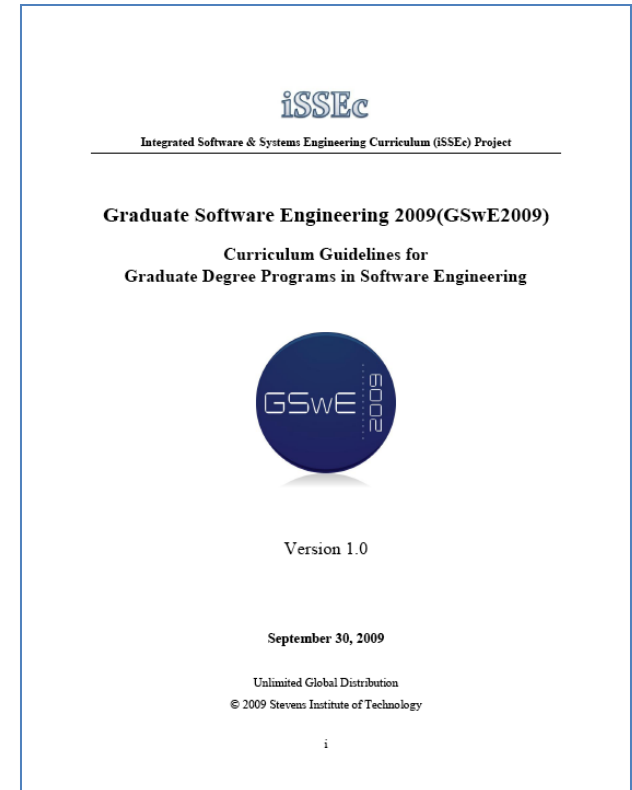 iSSEc
Integrated Software & Systems Engineering Curriculum (iSSEc) Project
Graduate Software Engineering 2009(GSwE2009)
Curriculum Guidelines for
Graduate Degree Programs in Software Engineering
GSwE 2009
Version 1.0
September 30, 2009
Unlimited Global Distribution
© 2009 Stevens Institute of Technology
i